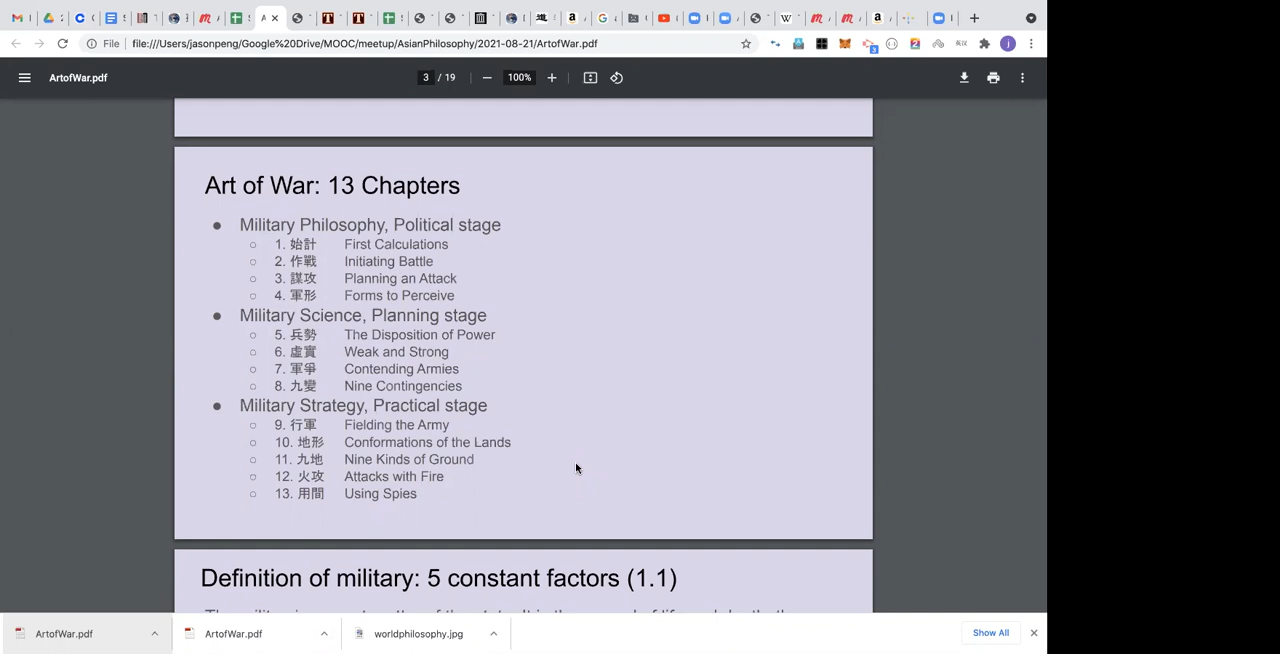 File
file:///Users/jasonpeng/Google%20Drive/MOOC/meetup/AsianPhilosophy/2021-08-21/ArtofWar.pdf
ArtofWar.pdf
3 / 19
100%
Art of War: 13 Chapters
● Military Philosophy, Political stage
○ 1. 始計 First Calculations
○ 2. 作戰 Initiating Battle
○ 3. 謀攻 Planning an Attack
○ 4. 軍形 Forms to Perceive
● Military Science, Planning stage
○ 5. 兵勢 The Disposition of Power
○ 6. 虛實 Weak and Strong
○ 7. 軍爭 Contending Armies
○ 8. 九變 Nine Contingencies
● Military Strategy, Practical stage
○ 9. 行軍 Fielding the Army
○ 10. 地形 Conformations of the Lands
○ 11. 九地 Nine Kinds of Ground
○ 12. 火攻 Attacks with Fire
○ 13. 用間 Using Spies
Definition of military: 5 constant factors (1.1)
ArtofWar.pdf
ArtofWar.pdf
worldphilosophy.jpg
Show All